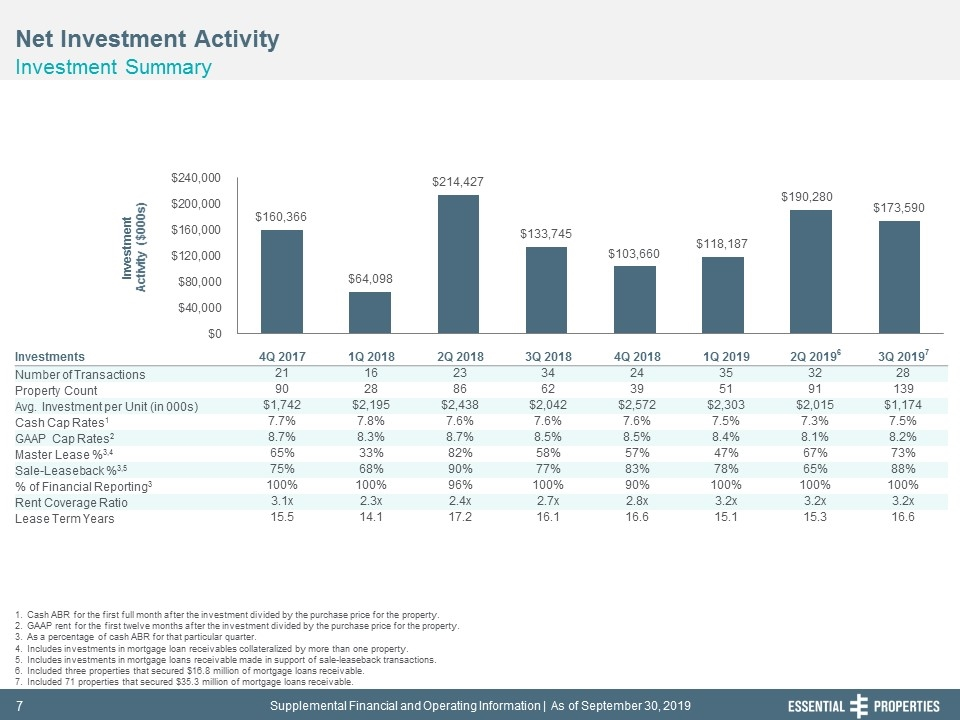 Net Investment Activity
Investment Summary
Investment
Activity ($000s)
$240,000
$200,000
$160,000
$120,000
$80,000
$40,000
$0
$160,366
$64,098
$214,427
$133,745
$103,660
$118,187
$190,280
$173,590
Investments 4Q 2017 1Q 2018 2Q 2018 3Q 2018 4Q 2018 1Q 2019 2Q 2019⁶ 3Q 2019⁷
Number of Transactions 21 16 23 34 24 35 32 28
Property Count 90 28 86 62 39 51 91 139
Avg. Investment per Unit (in 000s) $1,742 $2,195 $2,438 $2,042 $2,572 $2,303 $2,015 $1,174
Cash Cap Rates¹ 7.7% 7.8% 7.6% 7.6% 7.6% 7.5% 7.3% 7.5%
GAAP Cap Rates² 8.7% 8.3% 8.7% 8.5% 8.5% 8.4% 8.1% 8.2%
Master Lease %³,⁴ 65% 33% 82% 58% 57% 47% 67% 73%
Sale-Leaseback %³,⁵ 75% 68% 90% 77% 83% 78% 65% 88%
% of Financial Reporting³ 100% 100% 96% 100% 90% 100% 100% 100%
Rent Coverage Ratio 3.1x 2.3x 2.4x 2.7x 2.8x 3.2x 3.2x 3.2x
Lease Term Years 15.5 14.1 17.2 16.1 16.6 15.1 15.3 16.6
1. Cash ABR for the first full month after the investment divided by the purchase price for the property.
2. GAAP rent for the first twelve months after the investment divided by the purchase price for the property.
3. As a percentage of cash ABR for that particular quarter.
4. Includes investments in mortgage loan receivables collateralized by more than one property.
5. Includes investments in mortgage loans receivable made in support of sale-leaseback transactions.
6. Included three properties that secured $16.8 million of mortgage loans receivable.
7. Included 71 properties that secured $35.3 million of mortgage loans receivable.
7 Supplemental Financial and Operating Information | As of September 30, 2019 ESSENTIAL PROPERTIES